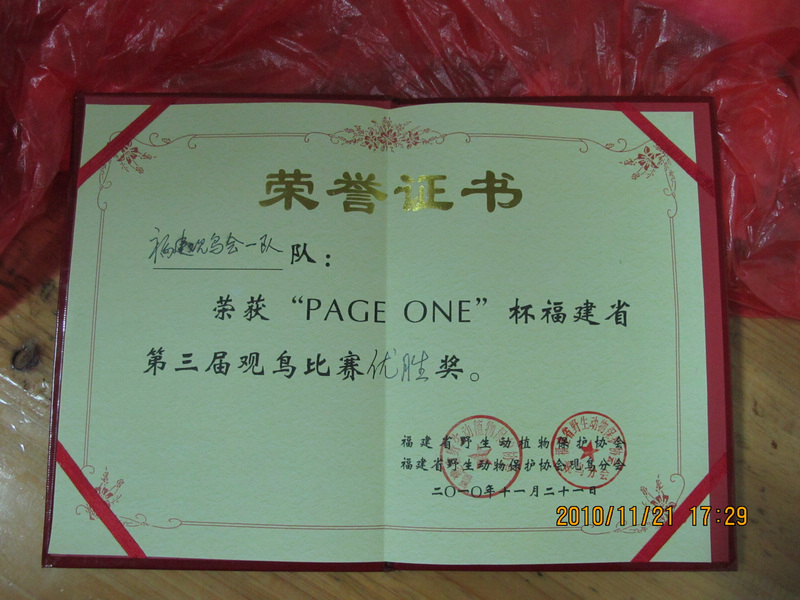 荣誉证书
福建观鸟会一队 队：
荣获“PAGE ONE”杯福建省
第三届观鸟比赛优胜奖。
福建省野生动植物保护协会
福建省野生动物保护协会观鸟分会
二〇一〇年十一月二十一日
2010/11/21 17:29